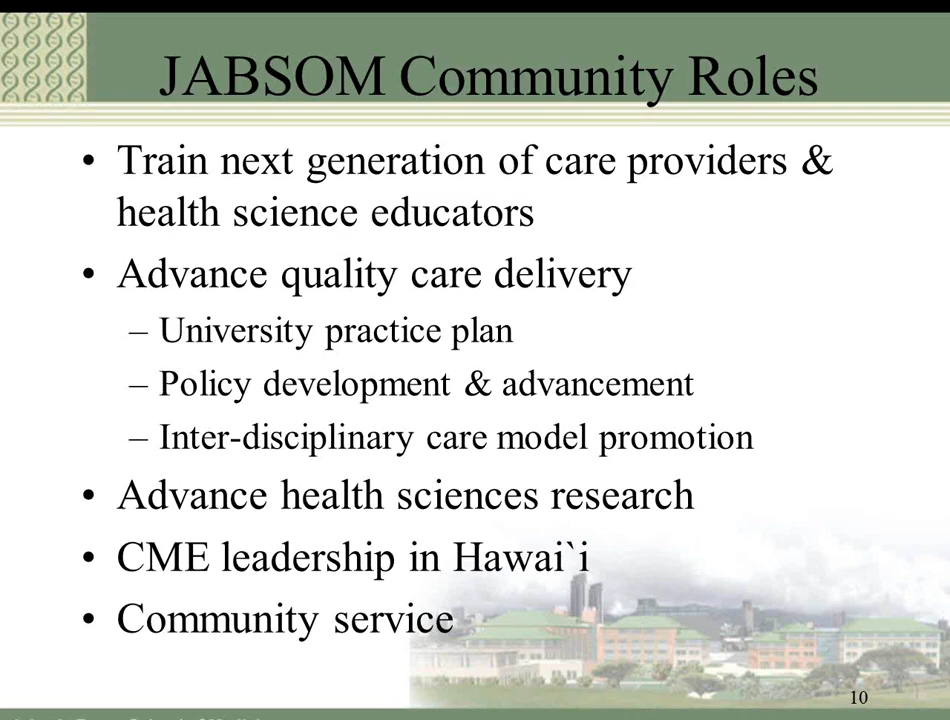 JABSOM Community Roles
• Train next generation of care providers &
health science educators
• Advance quality care delivery
– University practice plan
– Policy development & advancement
– Inter-disciplinary care model promotion
• Advance health sciences research
• CME leadership in Hawai`i
• Community service
10